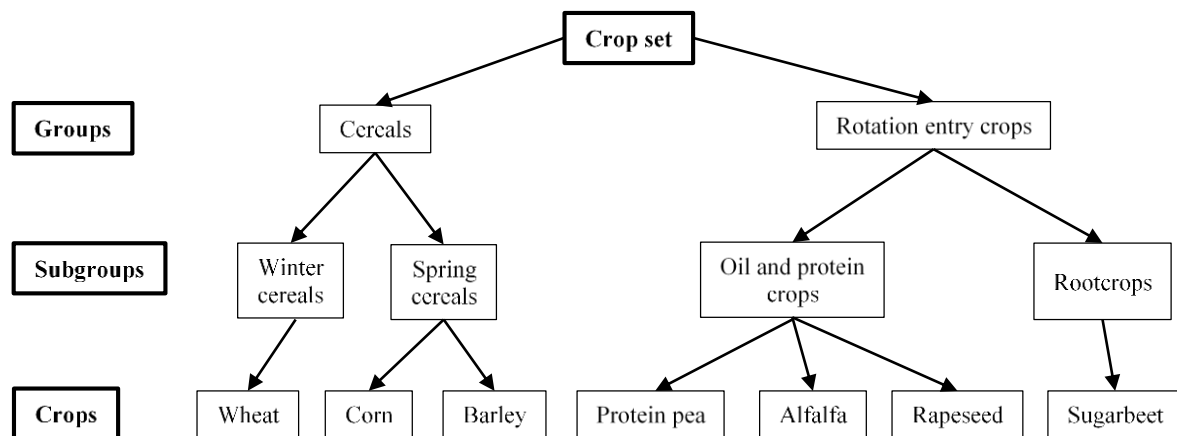 Crop set
Groups
Cereals
Rotation entry crops
Subgroups
Winter
cereals
Spring
cereals
Oil and protein
crops
Rootcrops
Crops
Wheat
Corn
Barley
Protein pea
Alfalfa
Rapeseed
Sugarbeet